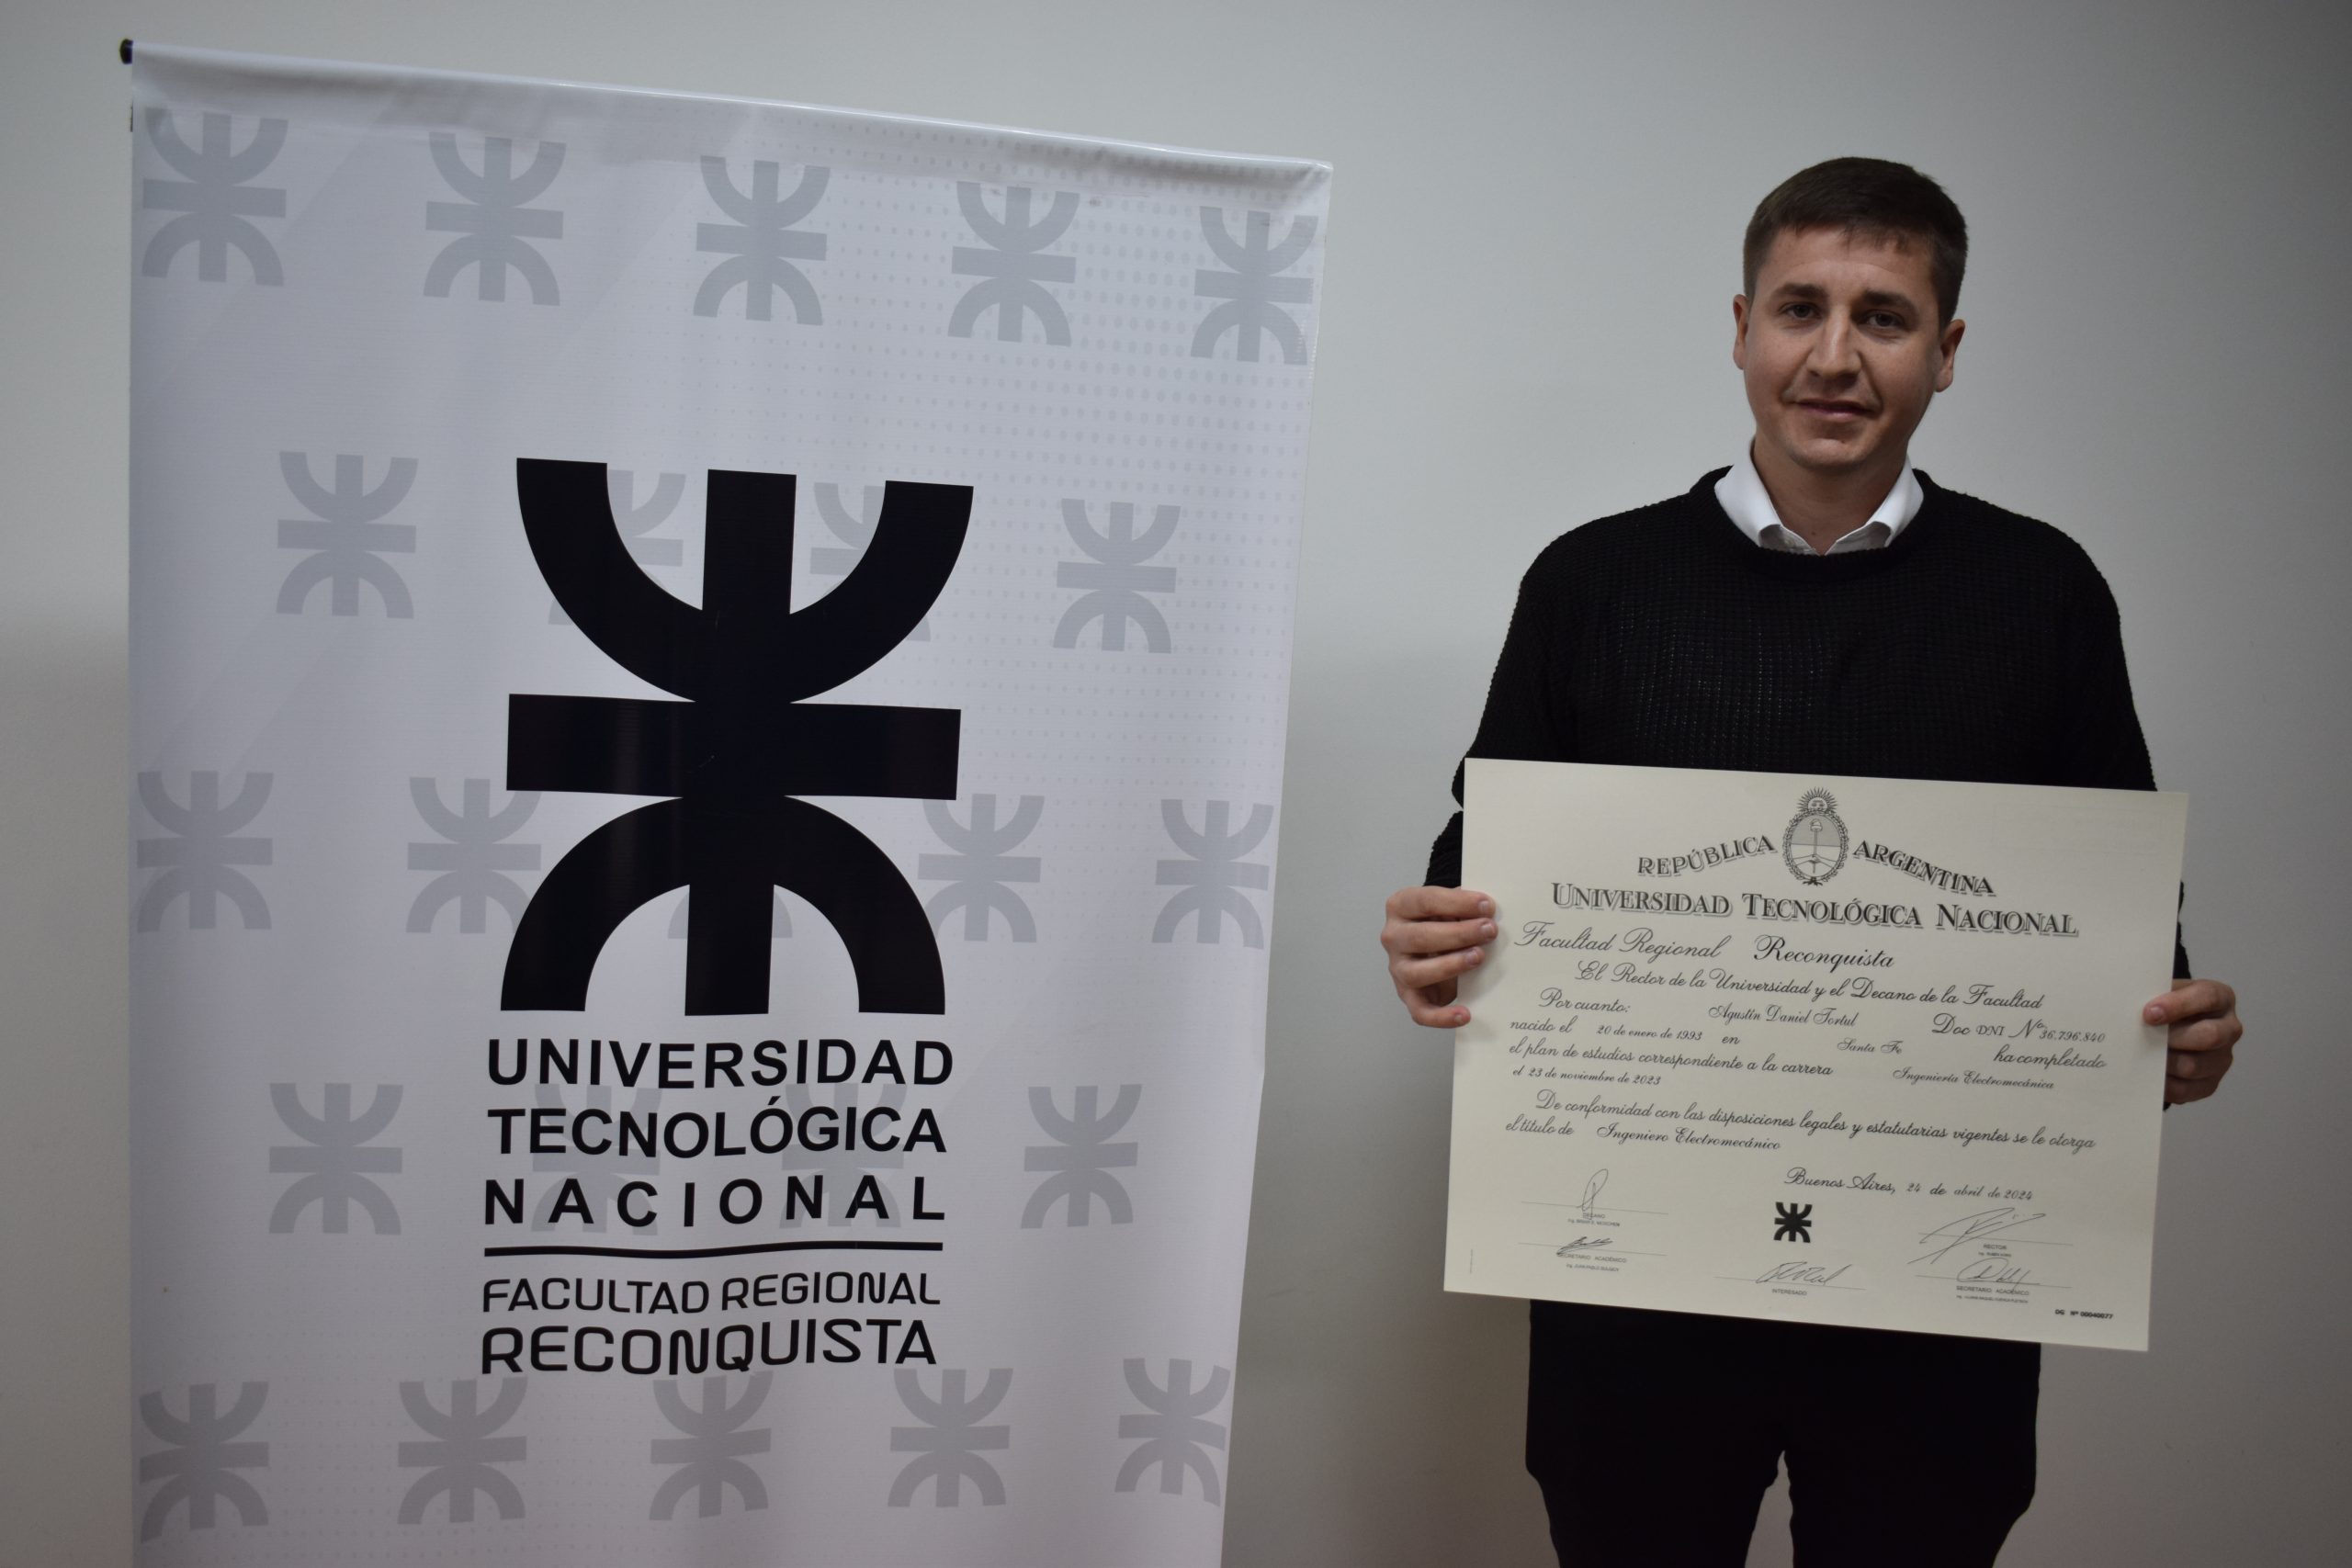 UNIVERSIDAD
TECNOLÓGICA
NACIONAL
FACULTAD REGIONAL
RECONQUISTA
REPÚBLICA ARGENTINA
UNIVERSIDAD TECNOLÓGICA NACIONAL
Facultad Regional Reconquista
El Rector de la Universidad y el Decano de la Facultad
Por cuanto: Agustín Daniel Tortul Doc DNI Nº 36.796.840
nacido el 20 de enero de 1993 en Santa Fe ha completado
el plan de estudios correspondiente a la carrera Ingeniería Electromecánica
el 23 de noviembre de 2023
De conformidad con las disposiciones legales y estatutarias vigentes se le otorga
el título de Ingeniero Electromecánico
Buenos Aires, 24 de abril de 2024
DECANO
SECRETARIO ACADÉMICO
INTERESADO
RECTOR
SECRETARIO ACADÉMICO